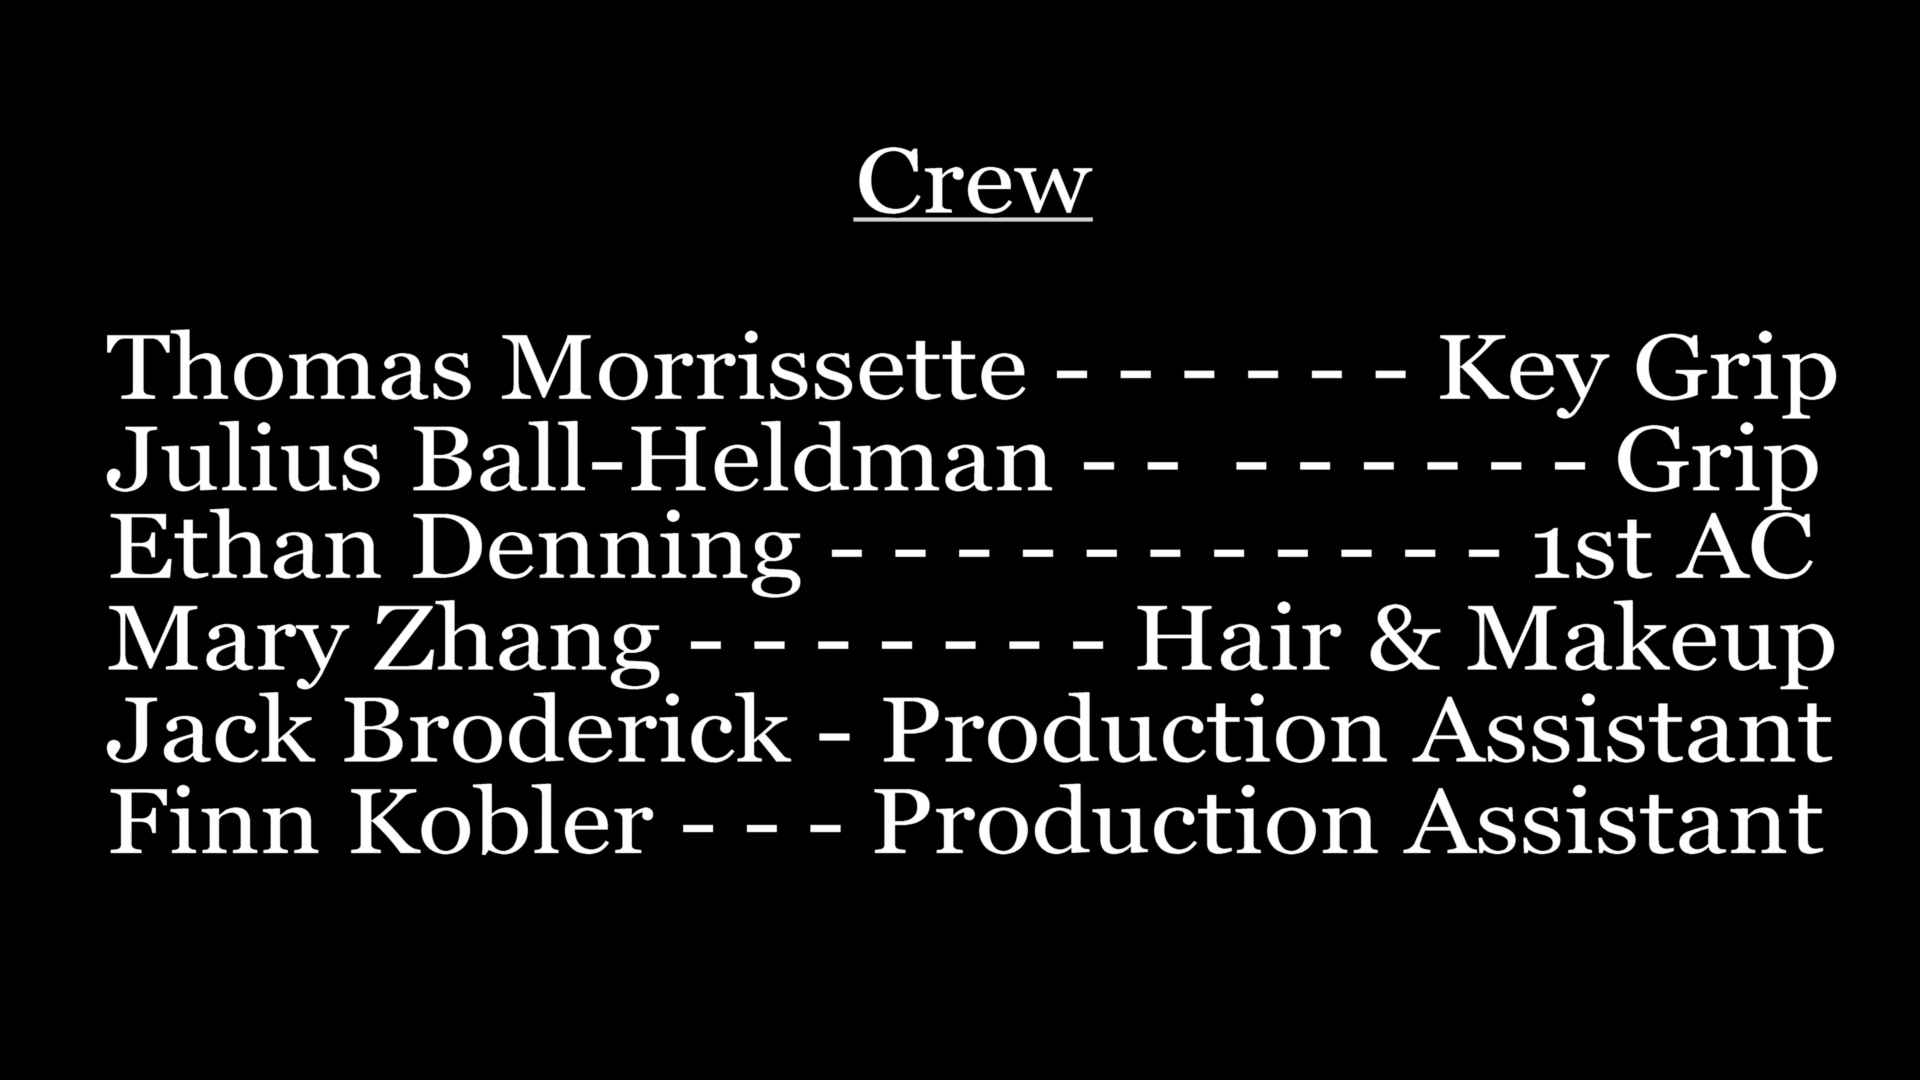 Crew
Thomas Morrissette - - - - - - Key Grip
Julius Ball-Heldman - - - - - - - - Grip
Ethan Denning - - - - - - - - - - - 1st AC
Mary Zhang - - - - - - - Hair & Makeup
Jack Broderick - Production Assistant
Finn Kobler - - - Production Assistant